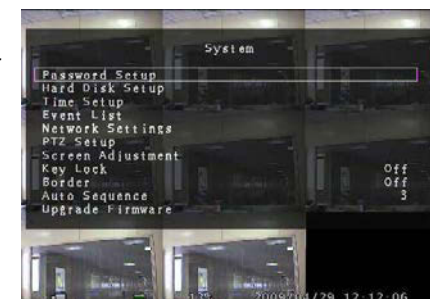 System
Password Setup
Hard Disk Setup
Time Setup
Event List
Network Settings
PTZ Setup
Screen Adjustment
Key Lock Off
Border Off
Auto Sequence 3
Upgrade Firmware
2009/04/29 12:12:06